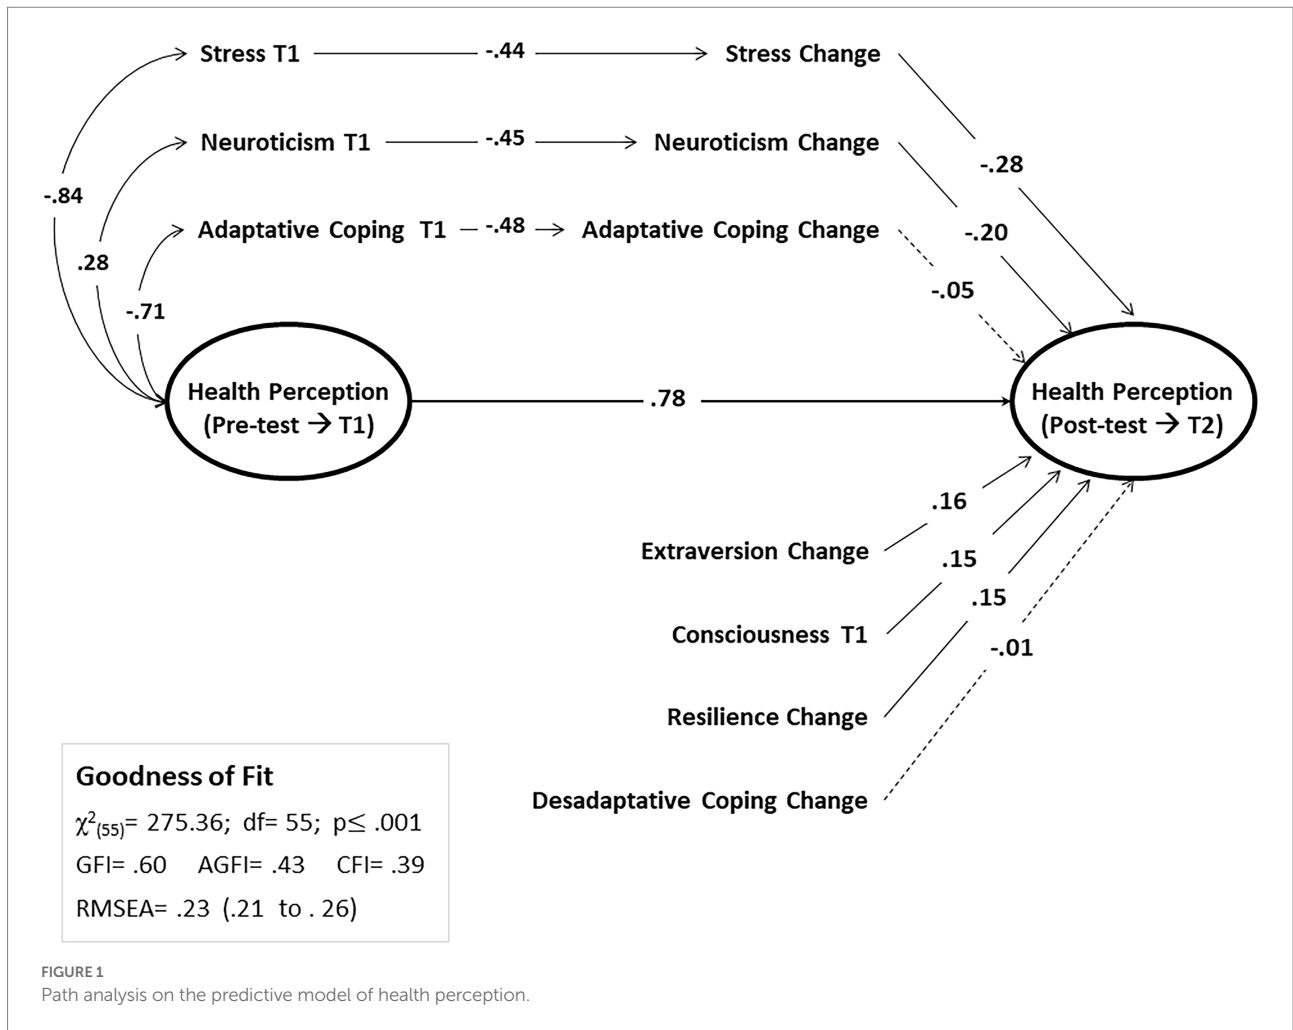 Stress T1 -.44 Stress Change
Neuroticism T1 -.45 Neuroticism Change
-.28
-.84
Adaptative Coping T1 -.48 Adaptative Coping Change
-.20
.28
-.05
-.71
Health Perception
(Pre-test → T1)
.78
Health Perception
(Post-test → T2)
.16
Extraversion Change
.15
.15
Consciousness T1
-.01
Resilience Change
Desadaptative Coping Change
Goodness of Fit
χ²₍₅₅₎= 275.36; df= 55; p≤ .001
GFI= .60 AGFI= .43 CFI= .39
RMSEA= .23 (.21 to . 26)
FIGURE 1
Path analysis on the predictive model of health perception.